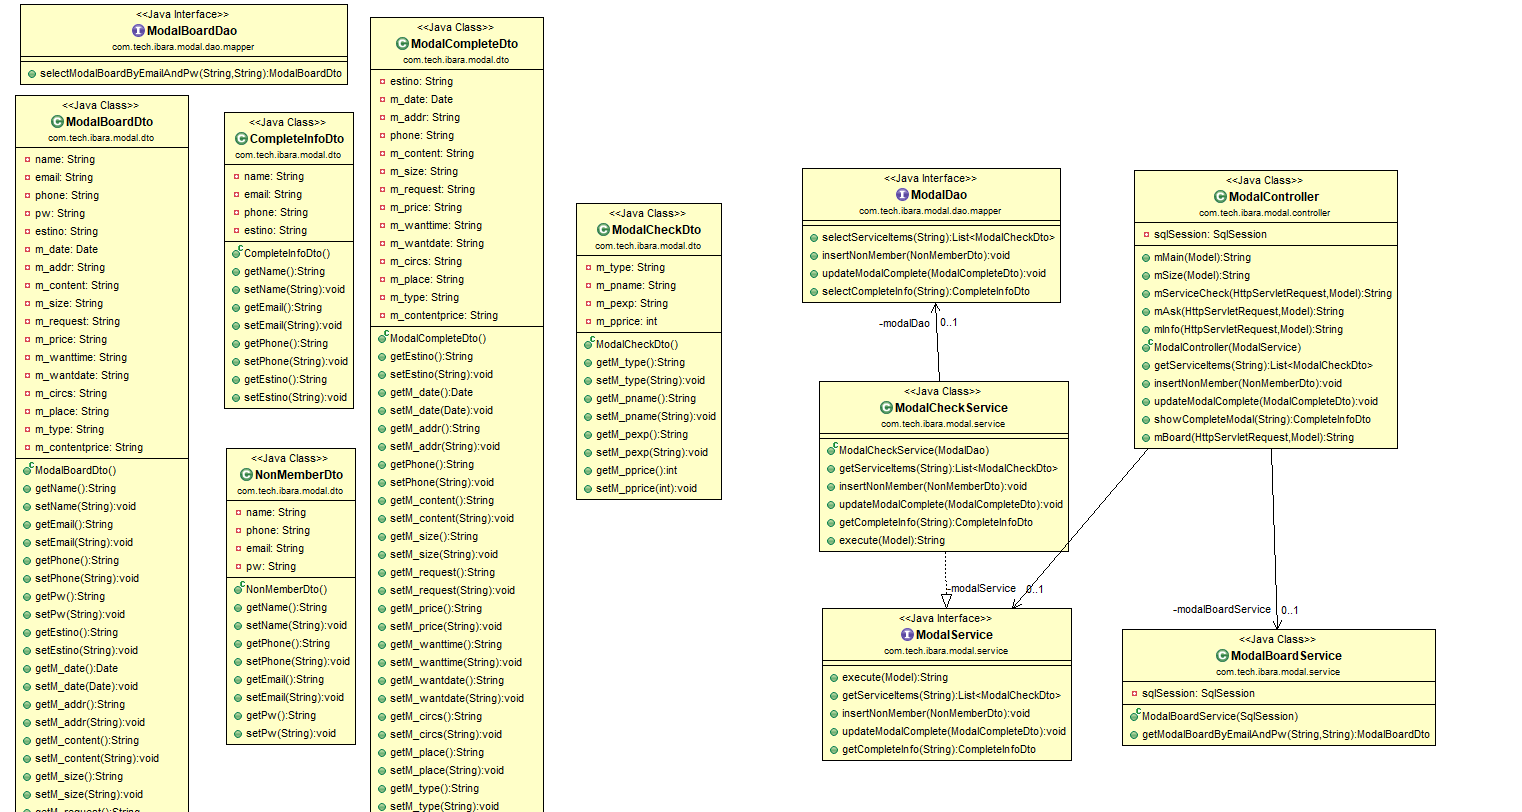 <<Java Interface>>
ModalBoardDao
com.tech.ibara.modal.dao.mapper
selectModalBoardByEmailAndPw(String,String):ModalBoardDto
<<Java Class>>
ModalBoardDto
com.tech.ibara.modal.dto
name: String
email: String
phone: String
pw: String
estino: String
m_date: Date
m_addr: String
m_content: String
m_size: String
m_request: String
m_price: String
m_wanttime: String
m_wantdate: String
m_circs: String
m_place: String
m_type: String
m_contentprice: String
ModalBoardDto()
getName():String
setName(String):void
getEmail():String
setEmail(String):void
getPhone():String
setPhone(String):void
getPw():String
setPw(String):void
getEstino():String
setEstino(String):void
getM_date():Date
setM_date(Date):void
getM_addr():String
setM_addr(String):void
getM_content():String
setM_content(String):void
getM_size():String
setM_size(String):void
getM_request():String
<<Java Class>>
CompleteInfoDto
com.tech.ibara.modal.dto
name: String
email: String
phone: String
estino: String
CompleteInfoDto()
getName():String
setName(String):void
getEmail():String
setEmail(String):void
getPhone():String
setPhone(String):void
getEstino():String
setEstino(String):void
<<Java Class>>
NonMemberDto
com.tech.ibara.modal.dto
name: String
phone: String
email: String
pw: String
NonMemberDto()
getName():String
setName(String):void
getPhone():String
setPhone(String):void
getEmail():String
setEmail(String):void
getPw():String
setPw(String):void
<<Java Class>>
ModalCompleteDto
com.tech.ibara.modal.dto
estino: String
m_date: Date
m_addr: String
phone: String
m_content: String
m_size: String
m_request: String
m_price: String
m_wanttime: String
m_wantdate: String
m_circs: String
m_place: String
m_type: String
m_contentprice: String
ModalCompleteDto()
getEstino():String
setEstino(String):void
getM_date():Date
setM_date(Date):void
getM_addr():String
setM_addr(String):void
getPhone():String
setPhone(String):void
getM_content():String
setM_content(String):void
getM_size():String
setM_size(String):void
getM_request():String
setM_request(String):void
getM_price():String
setM_price(String):void
getM_wanttime():String
setM_wanttime(String):void
getM_wantdate():String
setM_wantdate(String):void
getM_circs():String
setM_circs(String):void
getM_place():String
setM_place(String):void
getM_type():String
setM_type(String):void
<<Java Class>>
ModalCheckDto
com.tech.ibara.modal.dto
m_type: String
m_pname: String
m_pexp: String
m_pprice: int
ModalCheckDto()
getM_type():String
setM_type(String):void
getM_pname():String
setM_pname(String):void
getM_pexp():String
setM_pexp(String):void
getM_pprice():int
setM_pprice(int):void
<<Java Interface>>
ModalDao
com.tech.ibara.modal.dao.mapper
selectServiceItems(String):List<ModalCheckDto>
insertNonMember(NonMemberDto):void
updateModalComplete(ModalCompleteDto):void
selectCompleteInfo(String):CompleteInfoDto
-modalDao 0..1
<<Java Class>>
ModalCheckService
com.tech.ibara.modal.service
ModalCheckService(ModalDao)
getServiceItems(String):List<ModalCheckDto>
insertNonMember(NonMemberDto):void
updateModalComplete(ModalCompleteDto):void
getCompleteInfo(String):CompleteInfoDto
execute(Model):String
-modalService 0..1
<<Java Interface>>
ModalService
com.tech.ibara.modal.service
execute(Model):String
getServiceItems(String):List<ModalCheckDto>
insertNonMember(NonMemberDto):void
updateModalComplete(ModalCompleteDto):void
getCompleteInfo(String):CompleteInfoDto
<<Java Class>>
ModalController
com.tech.ibara.modal.controller
sqlSession: SqlSession
mMain(Model):String
mSize(Model):String
mServiceCheck(HttpServletRequest,Model):String
mAsk(HttpServletRequest,Model):String
mInfo(HttpServletRequest,Model):String
ModalController(ModalService)
getServiceItems(String):List<ModalCheckDto>
insertNonMember(NonMemberDto):void
updateModalComplete(ModalCompleteDto):void
showCompleteModal(String):CompleteInfoDto
mBoard(HttpServletRequest,Model):String
-modalBoardService 0..1
<<Java Class>>
ModalBoardService
com.tech.ibara.modal.service
sqlSession: SqlSession
ModalBoardService(SqlSession)
getModalBoardByEmailAndPw(String,String):ModalBoardDto